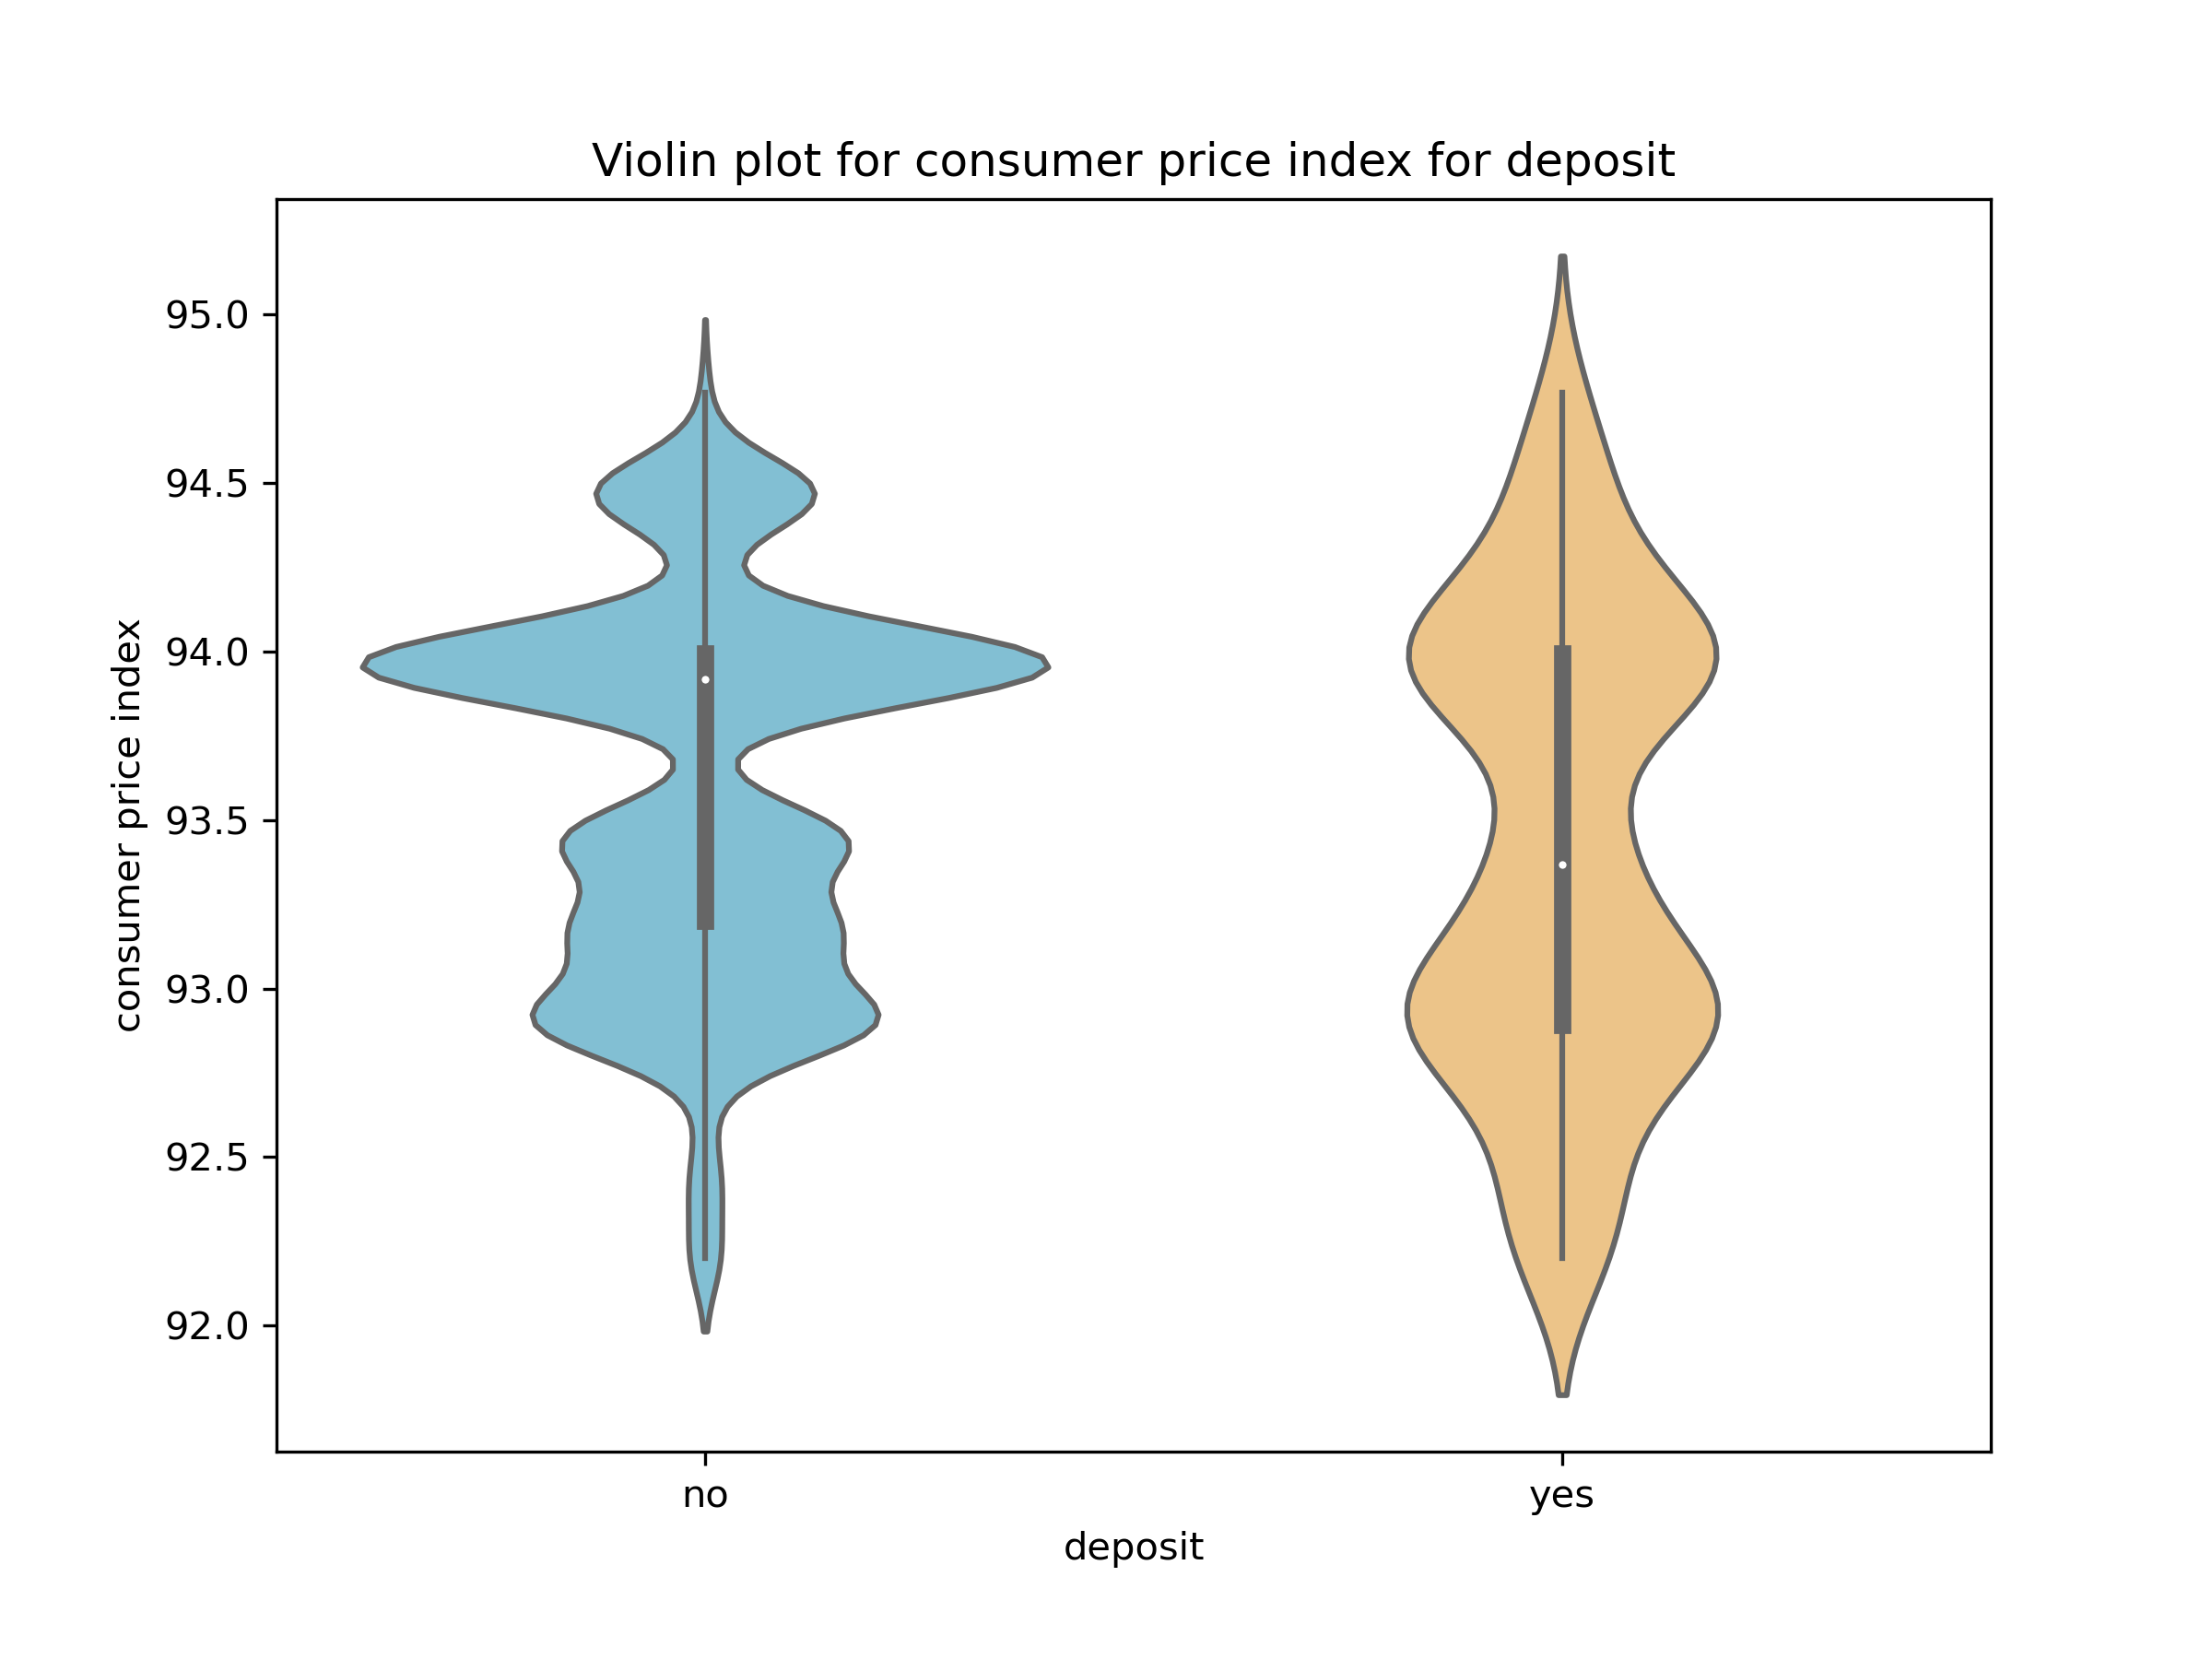 Violin plot for consumer price index for deposit
consumer price index
95.0
94.5
94.0
93.5
93.0
92.5
92.0
no
yes
deposit